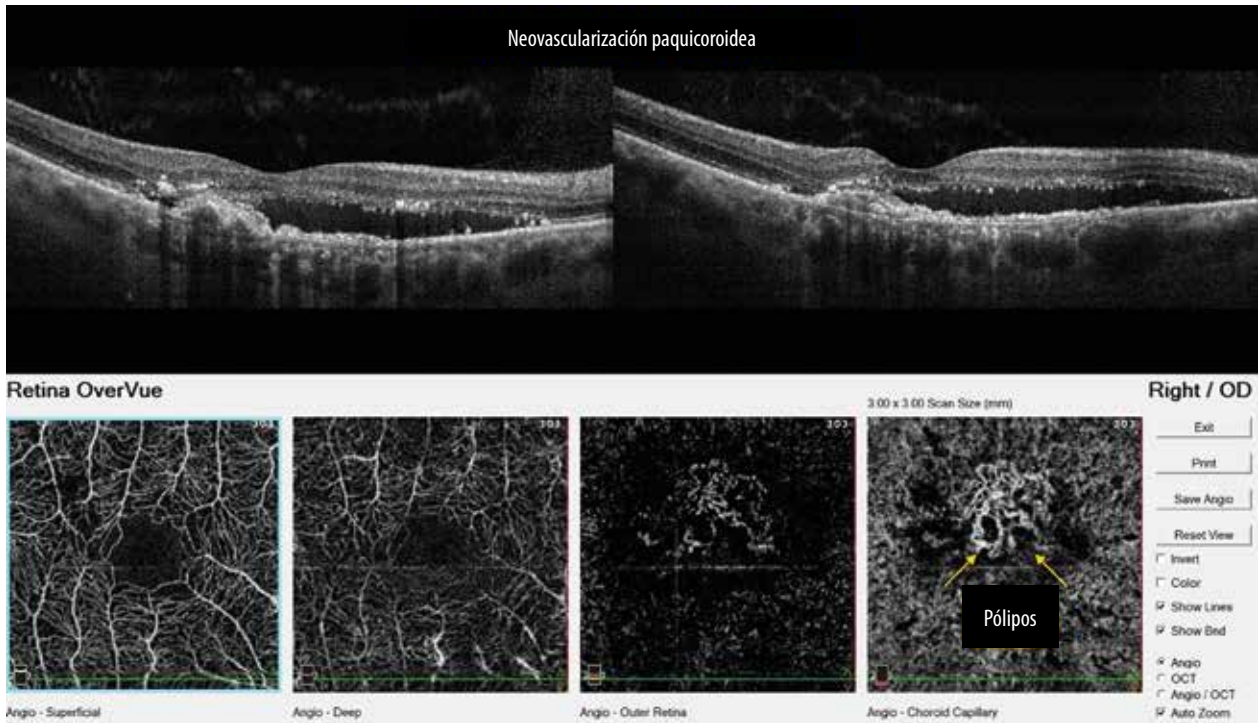 Neovascularización paquicoroidea
Retina OverVue
Right / OD
3.00 x 3.00 Scan Size (mm)
Exit
Print
Save Angio
Reset View
Invert
Color
Show Lines
Show Bnd
Angio
OCT
Angio / OCT
Auto Zoom
Pólipos
Angio - Superficial
Angio - Deep
Angio - Outer Retina
Angio - Choroid Capillary